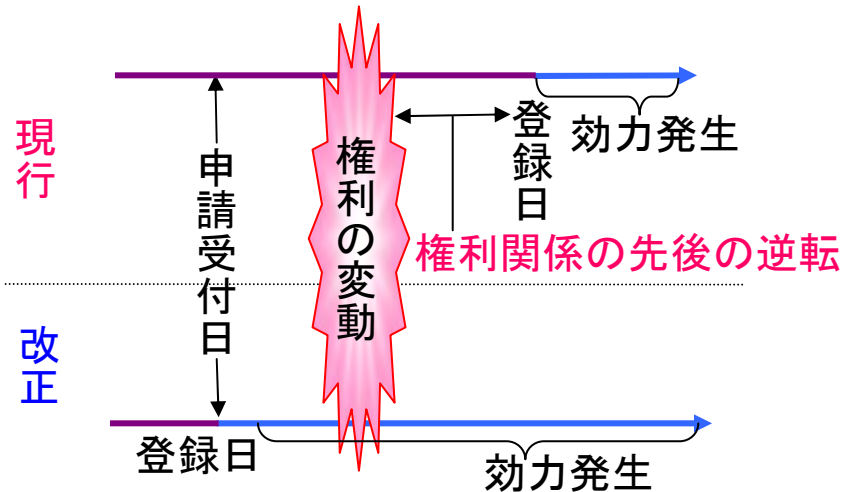 現行
申請受付日
権利の変動
登録日
効力発生
権利関係の先後の逆転
改正
登録日
効力発生